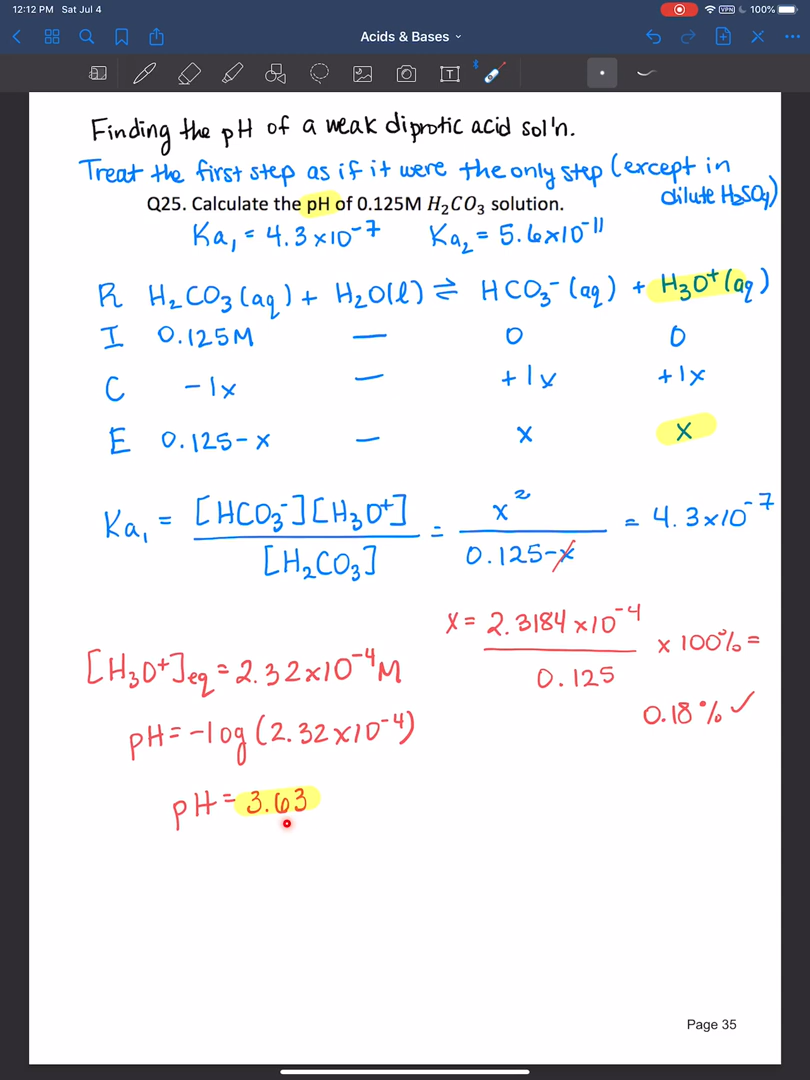 12:12 PM Sat Jul 4
VPN 100%
Acids & Bases
T
Finding the pH of a weak diprotic acid sol'n.
Treat the first step as if it were the only step (except in
dilute H₂SO₄)
Q25. Calculate the pH of 0.125M H₂CO₃ solution.
Ka₁ = 4.3×10⁻⁷ Ka₂ = 5.6×10⁻¹¹
R H₂CO₃(aq) + H₂O(l) ⇌ HCO₃⁻(aq) + H₃O⁺(aq)
I 0.125M — 0 0
C -1x — +1x +1x
E 0.125-x — x x
Ka₁ = [HCO₃⁻][H₃O⁺] / [H₂CO₃] = x² / 0.125-x = 4.3×10⁻⁷
x = 2.3184×10⁻⁴ / 0.125 × 100% =
0.18% ✓
[H₃O⁺]eq = 2.32×10⁻⁴M
pH = -log(2.32×10⁻⁴)
pH = 3.63
Page 35